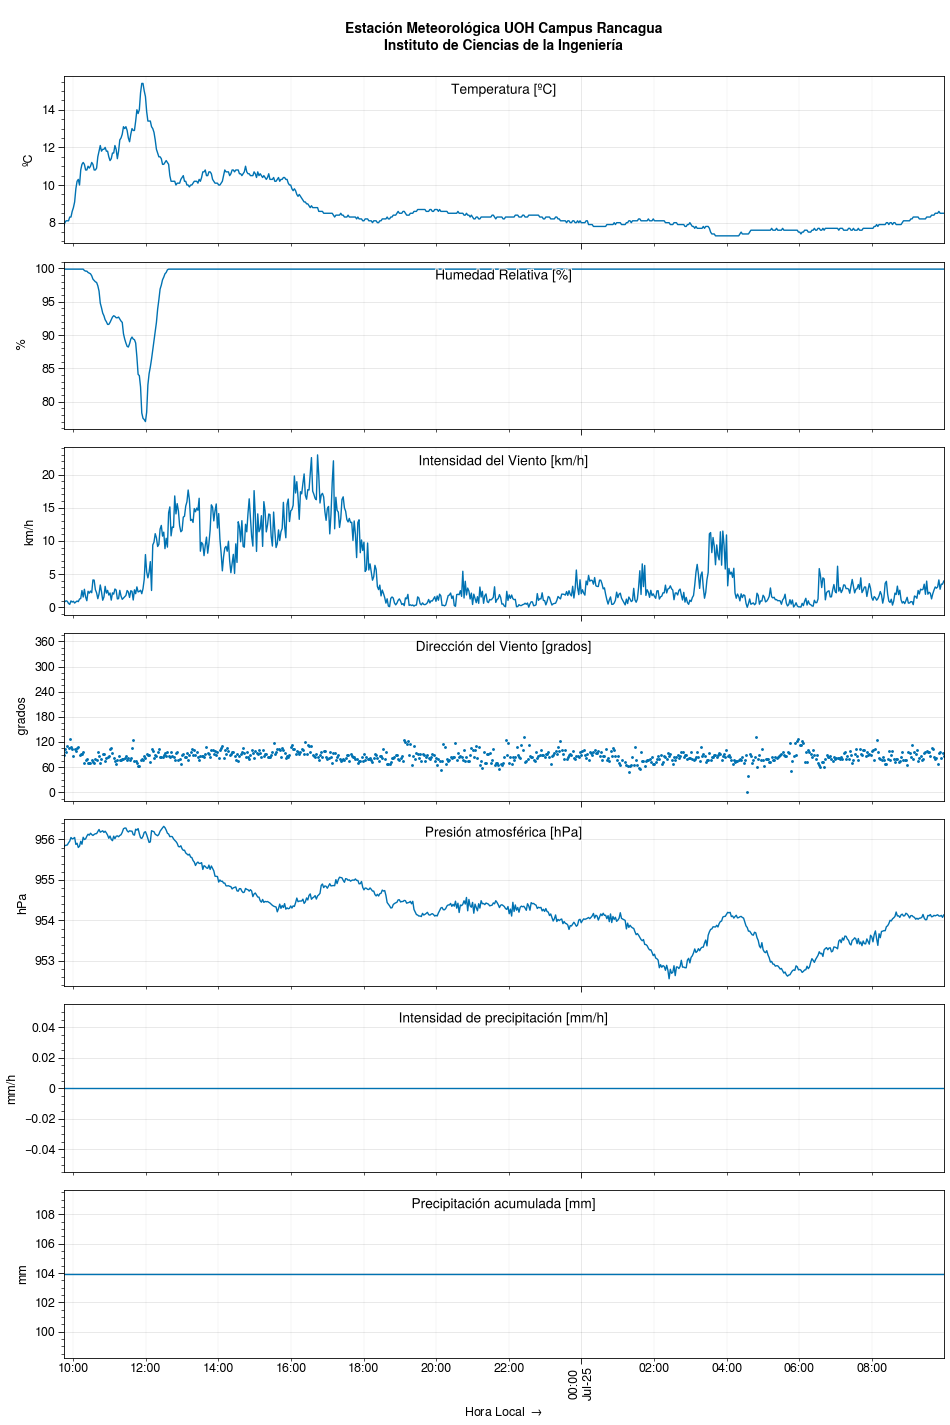 Estación Meteorológica UOH Campus Rancagua
Instituto de Ciencias de la Ingeniería
Temperatura [ºC]
ºC
14
12
10
8
Humedad Relativa [%]
%
100
95
90
85
80
Intensidad del Viento [km/h]
km/h
20
15
10
5
0
Dirección del Viento [grados]
grados
360
300
240
180
120
60
0
Presión atmosférica [hPa]
hPa
956
955
954
953
Intensidad de precipitación [mm/h]
mm/h
0.04
0.02
0
−0.02
−0.04
Precipitación acumulada [mm]
mm
108
106
104
102
100
10:00 12:00 14:00 16:00 18:00 20:00 22:00 00:00 02:00 04:00 06:00 08:00
Jul-25
Hora Local →